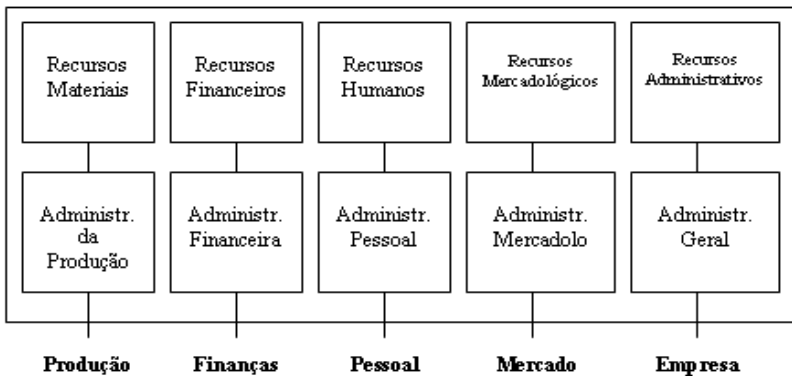 Recursos
Materiais
Recursos
Financeiros
Recursos
Humanos
Recursos
Mercadológicos
Recursos
Administrativos
Administr.
da
Produção
Administr.
Financeira
Administr.
Pessoal
Administr.
Mercadolo
Administr.
Geral
Produção
Finanças
Pessoal
Mercado
Empresa